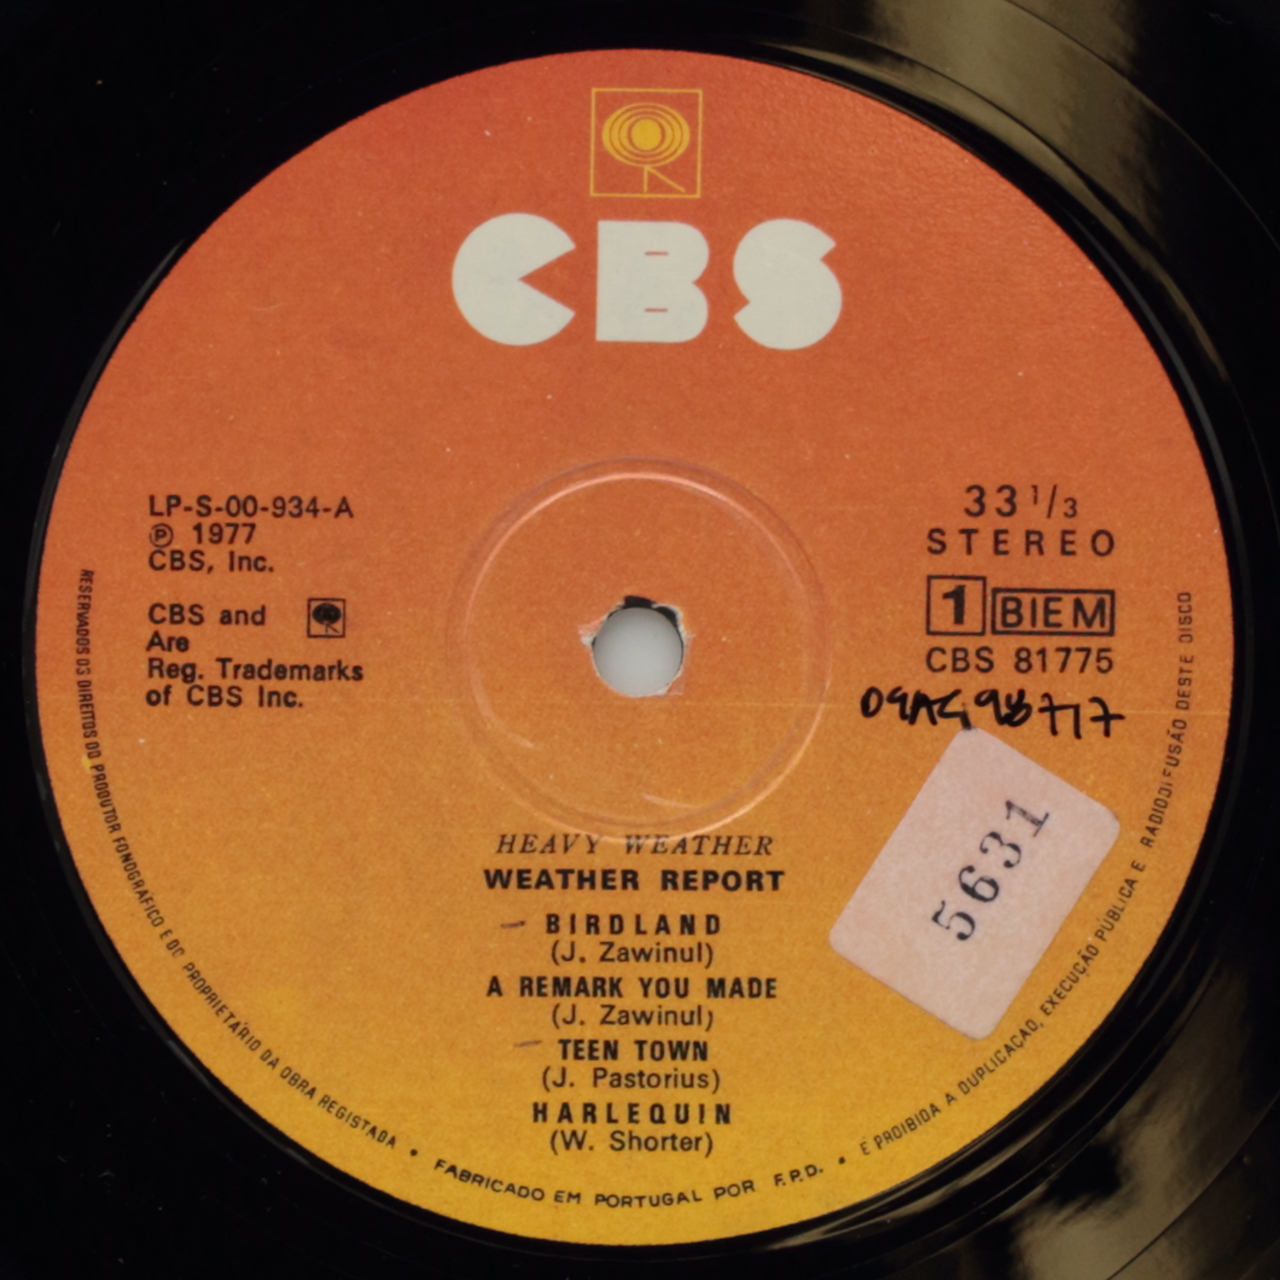 CBS
LP-S-00-934-A
℗ 1977
CBS, Inc.
CBS and
Are
Reg. Trademarks
of CBS Inc.
33 1/3
STEREO
1 BIEM
CBS 81775
5631
HEAVY WEATHER
WEATHER REPORT
BIRDLAND
(J. Zawinul)
A REMARK YOU MADE
(J. Zawinul)
TEEN TOWN
(J. Pastorius)
HARLEQUIN
(W. Shorter)
RESERVADOS OS DIREITOS DO PRODUTOR FONOGRÁFICO E DO PROPRIETÁRIO DA OBRA REGISTADA • FABRICADO EM PORTUGAL POR F.P.D. • É PROIBIDA A DUPLICAÇÃO, EXECUÇÃO PÚBLICA E RADIODIFUSÃO DESTE DISCO